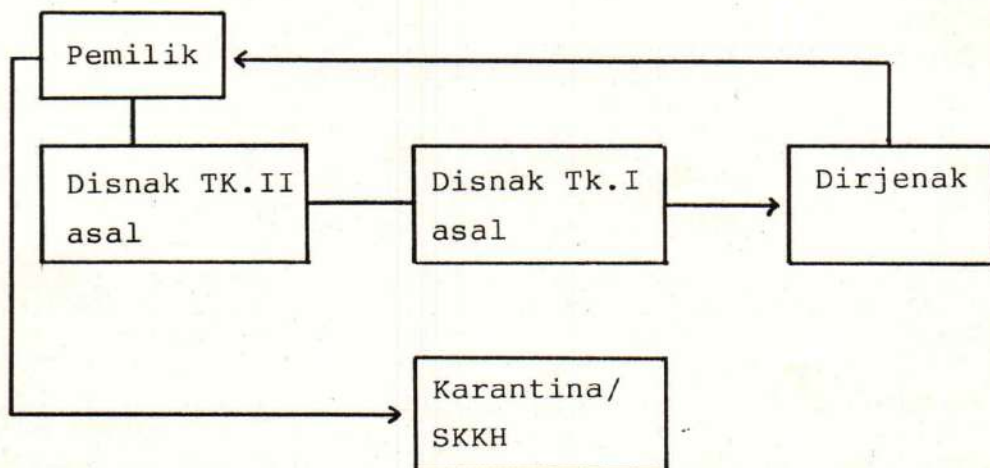 Pemilik
Disnak TK.II
asal
Disnak Tk.I
asal
Dirjenak
Karantina/
SKKH